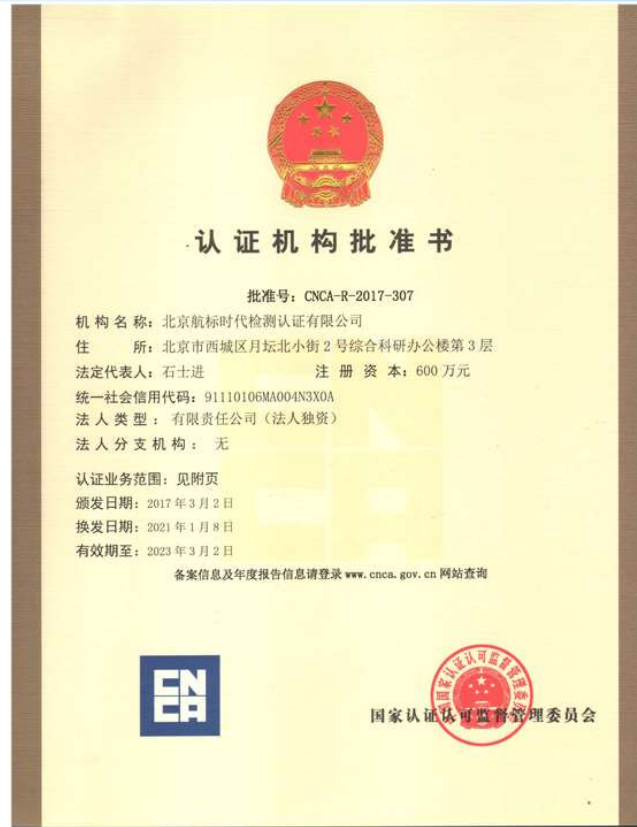 认证机构批准书
批准号：CNCA-R-2017-307
机构名称：北京航标时代检测认证有限公司
住 所：北京市西城区月坛北小街2号综合科研办公楼第3层
法定代表人：石士进 注册资本：600万元
统一社会信用代码：91110106MA004N3X0A
法人类型：有限责任公司（法人独资）
法人分支机构：无
认证业务范围：见附页
颁发日期：2017年3月2日
换发日期：2021年1月8日
有效期至：2023年3月2日
备案信息及年度报告信息请登录www.cnca.gov.cn网站查询
CN
CA
国家认证认可监督管理委员会